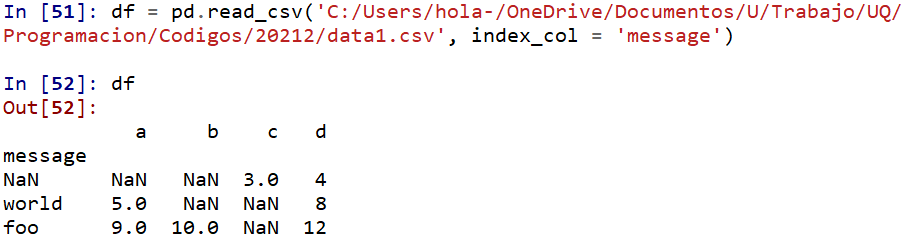 In [51]: df = pd.read_csv('C:/Users/hola-/OneDrive/Documentos/U/Trabajo/UQ/
Programacion/Codigos/20212/data1.csv', index_col = 'message')
In [52]: df
Out[52]:
a b c d
message
NaN NaN NaN 3.0 4
world 5.0 NaN NaN 8
foo 9.0 10.0 NaN 12